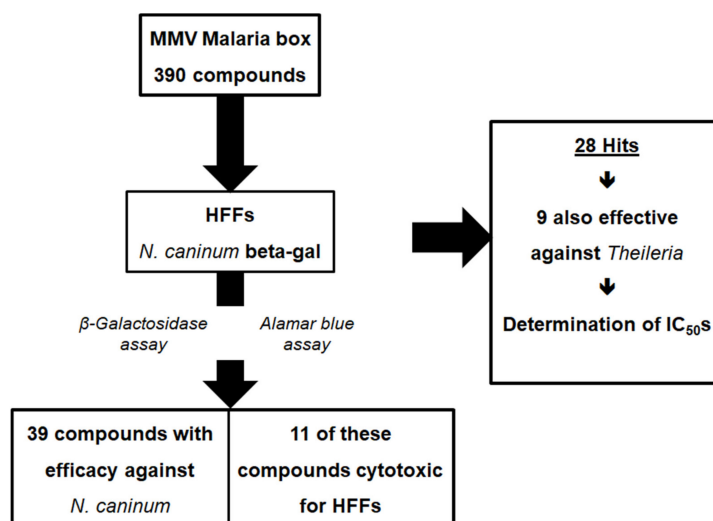 MMV Malaria box
390 compounds
HFFs
N. caninum beta-gal
β-Galactosidase
assay
Alamar blue
assay
39 compounds with
efficacy against
N. caninum
11 of these
compounds cytotoxic
for HFFs
28 Hits
9 also effective
against Theileria
Determination of IC50s